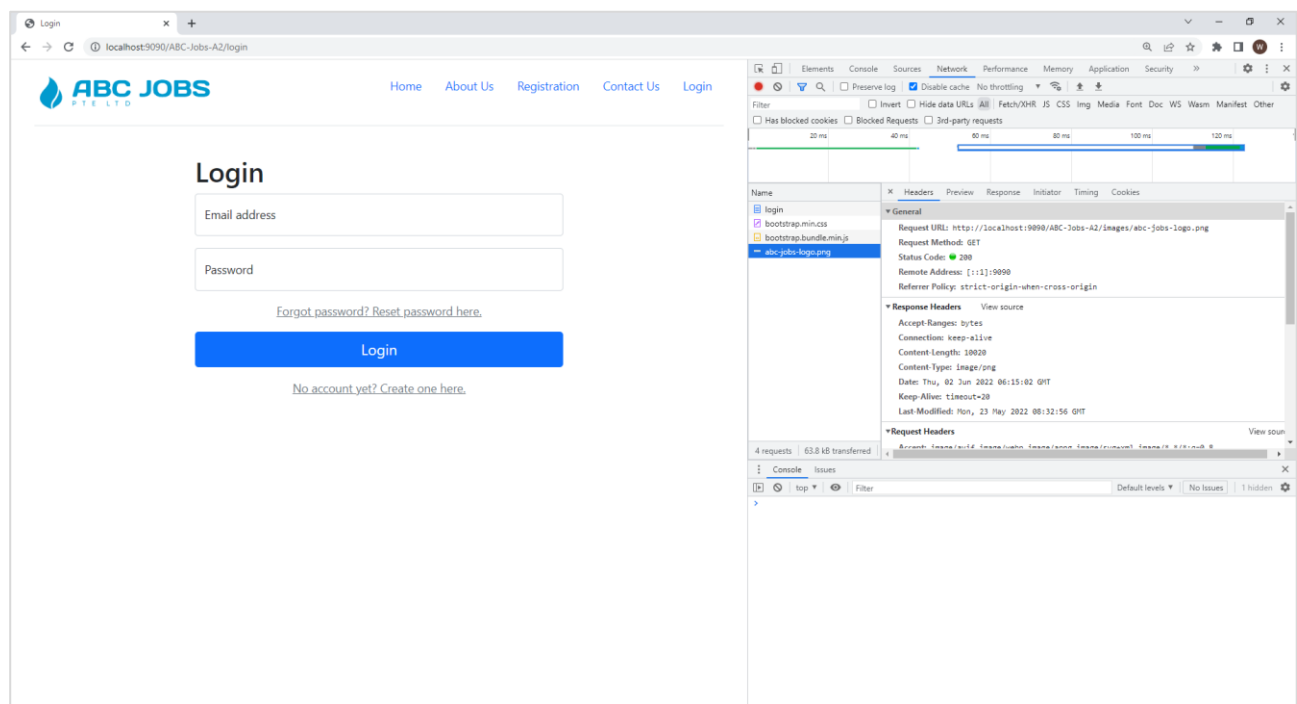 Login
localhost:9090/ABC-Jobs-A2/login
W
ABC JOBS
PTE LTD
Home About Us Registration Contact Us Login
Login
Email address
Password
Forgot password? Reset password here.
Login
No account yet? Create one here.
Elements Console Sources Network Performance Memory Application Security
Preserve log Disable cache No throttling
Filter Invert Hide data URLs All Fetch/XHR JS CSS Img Media Font Doc WS Wasm Manifest Other
Has blocked cookies Blocked Requests 3rd-party requests
20 ms 40 ms 60 ms 80 ms 100 ms 120 ms
Name
login
bootstrap.min.css
bootstrap.bundle.min.js
abc-jobs-logo.png
4 requests 63.8 kB transferred
Headers Preview Response Initiator Timing Cookies
General
Request URL: http://localhost:9090/ABC-Jobs-A2/images/abc-jobs-logo.png
Request Method: GET
Status Code: 200
Remote Address: [::1]:9090
Referrer Policy: strict-origin-when-cross-origin
Response Headers View source
Accept-Ranges: bytes
Connection: keep-alive
Content-Length: 10020
Content-Type: image/png
Date: Thu, 02 Jun 2022 06:15:02 GMT
Keep-Alive: timeout=20
Last-Modified: Mon, 23 May 2022 08:32:56 GMT
Request Headers View sour
Console Issues
top Filter Default levels No Issues 1 hidden